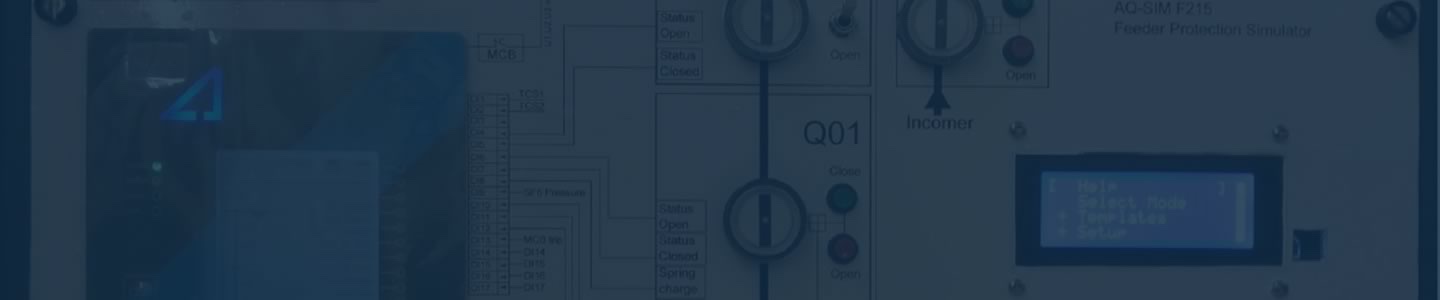 AQ-SIM F215
Feeder Protection Simulator
Status
Open
Status
Closed
Open
Open
Incomer
MCB
TCS1
TCS2
SF6 Pressure
MCB trip
DI14
DI15
DI16
DI17
Q01
Close
Open
Status
Open
Status
Closed
Spring
charge
[ Help ]
Select Mode
+ Templates
+ Setup